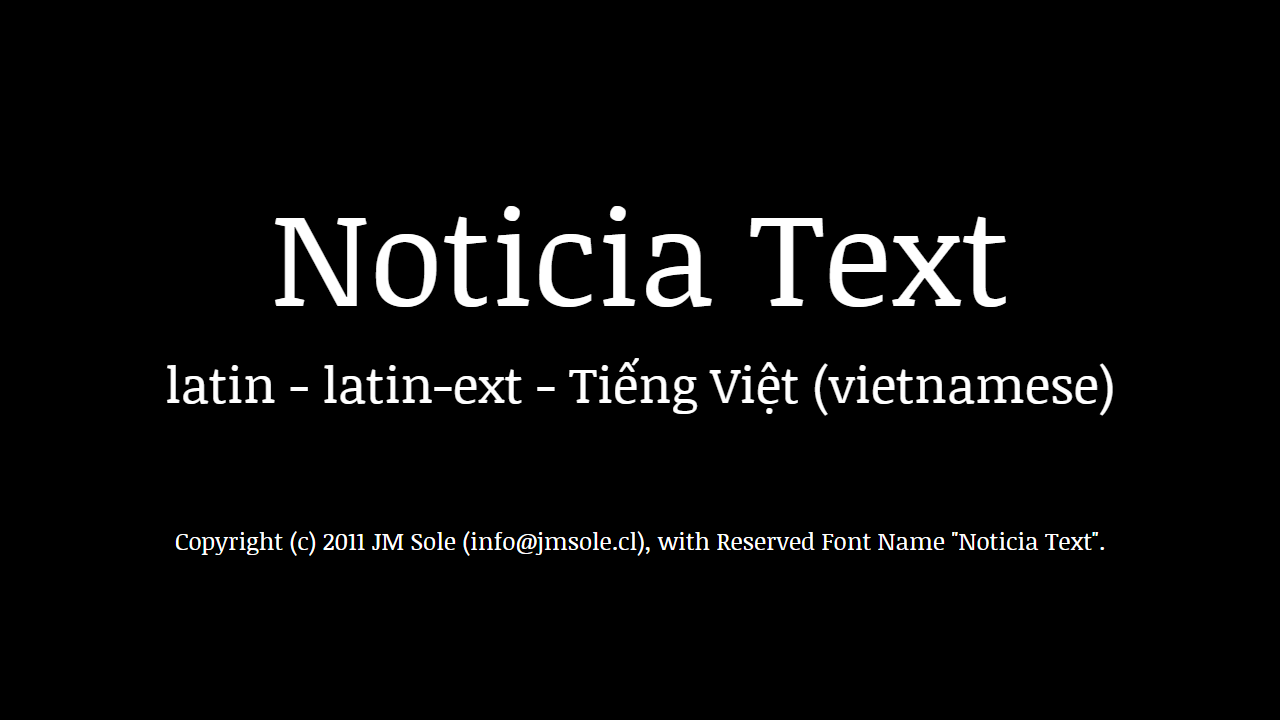 Noticia Text
latin - latin-ext - Tiếng Việt (vietnamese)
Copyright (c) 2011 JM Sole (info@jmsole.cl), with Reserved Font Name "Noticia Text".